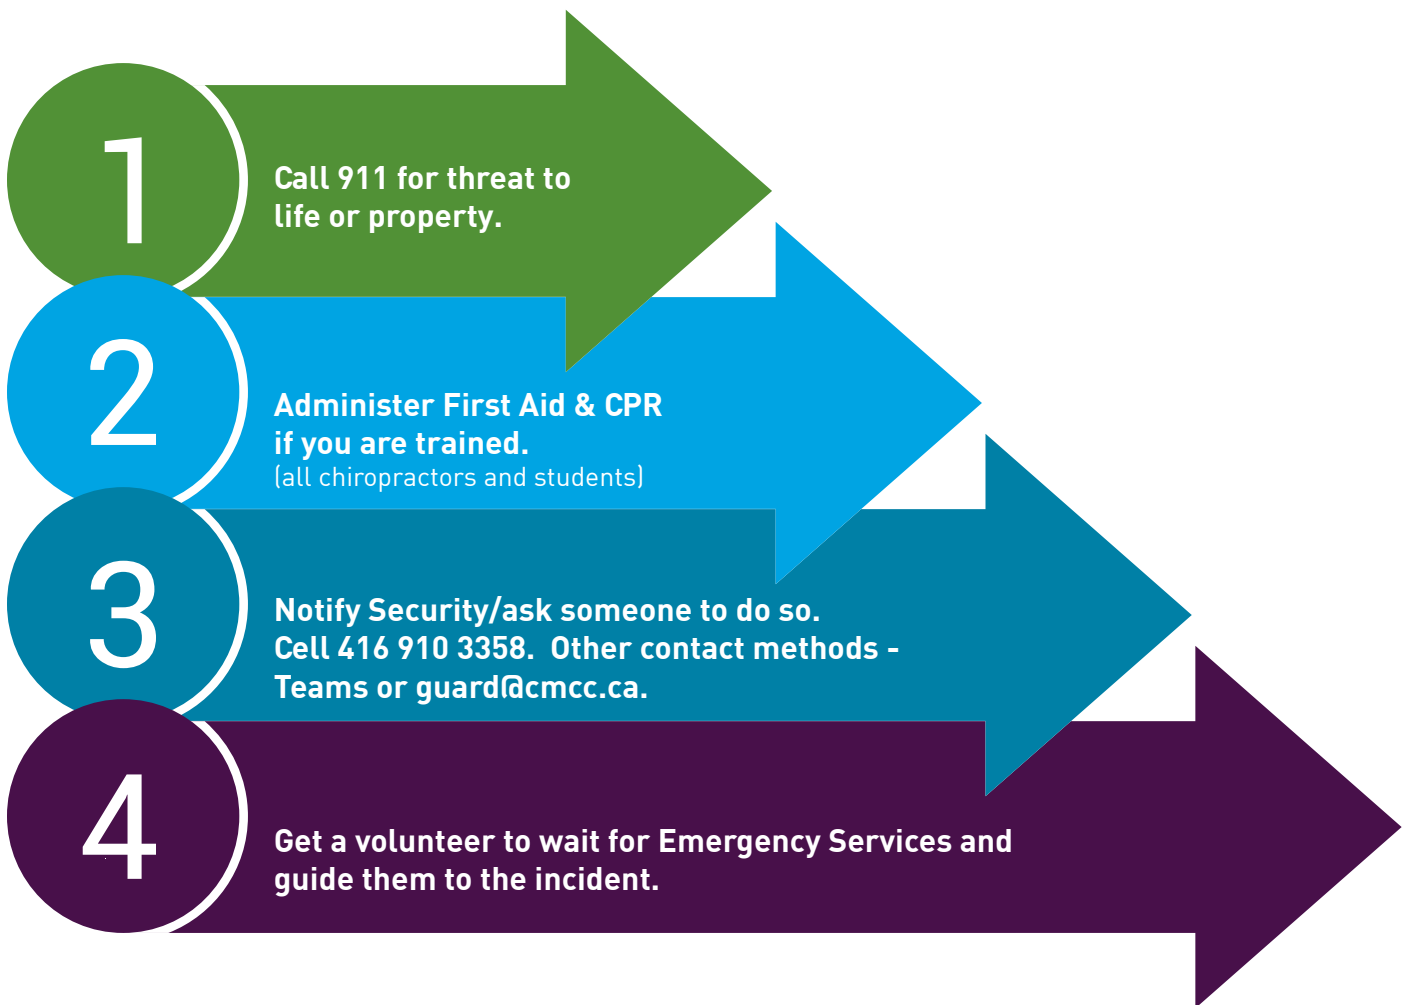 1
Call 911 for threat to
life or property.
2
Administer First Aid & CPR
if you are trained.
(all chiropractors and students)
3
Notify Security/ask someone to do so.
Cell 416 910 3358.  Other contact methods -
Teams or guard@cmcc.ca.
4
Get a volunteer to wait for Emergency Services and
guide them to the incident.